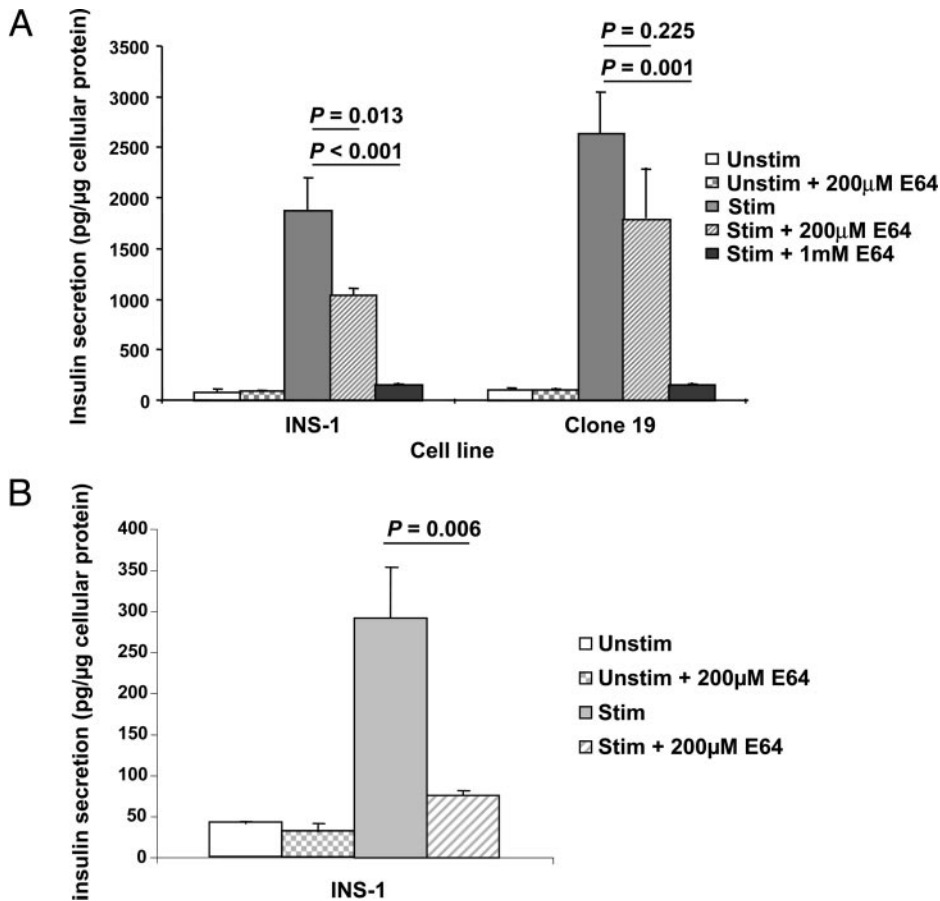 A
Insulin secretion (pg/µg cellular protein)
3500
3000
2500
2000
1500
1000
500
0
P = 0.013
P < 0.001
P = 0.225
P = 0.001
Unstim
Unstim + 200µM E64
Stim
Stim + 200µM E64
Stim + 1mM E64
INS-1
Clone 19
Cell line
B
insulin secretion (pg/µg cellular protein)
400
350
300
250
200
150
100
50
0
P = 0.006
Unstim
Unstim + 200µM E64
Stim
Stim + 200µM E64
INS-1